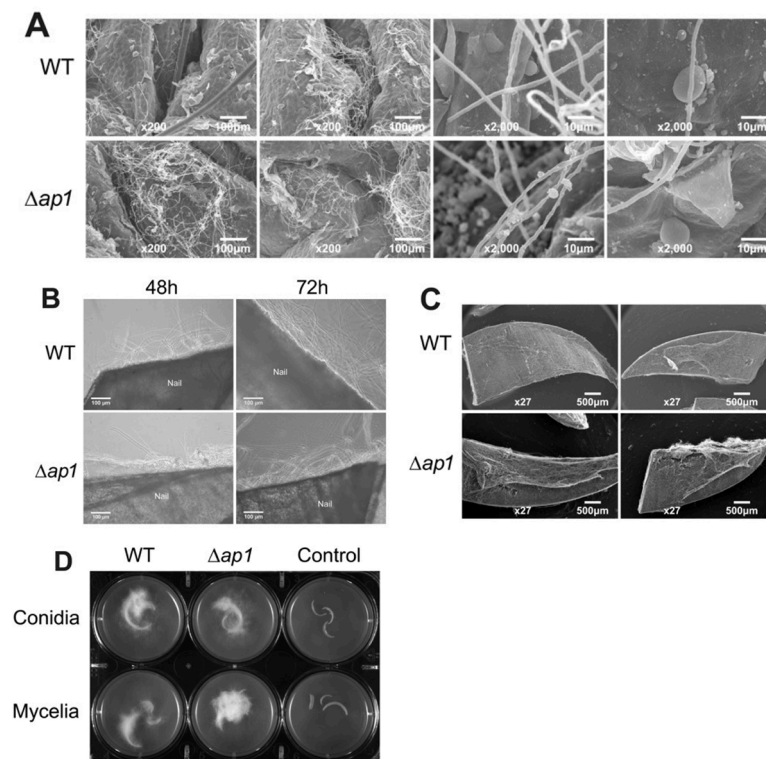 A
WT
x200 100µm x200 100µm x2,000 10µm x2,000 10µm
Δap1
x200 100µm x200 100µm x2,000 10µm x2,000 10µm
B
48h 72h
WT
Nail Nail
100 µm 100 µm
Δap1
Nail Nail
100 µm 100 µm
C
WT
x27 500µm x27 500µm
Δap1
x27 500µm x27 500µm
D
WT Δap1 Control
Conidia
Mycelia